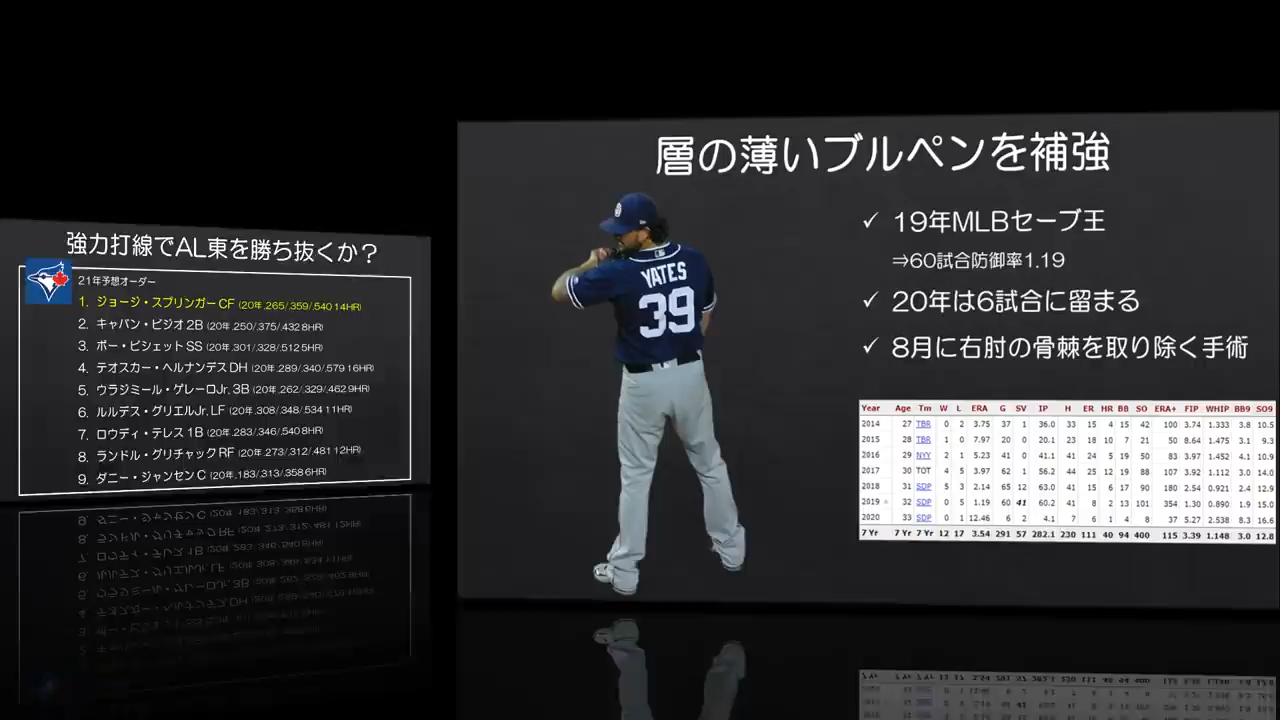 強力打線でAL東を勝ち抜くか？
21年予想オーダー
1. ジョージ・スプリンガー CF (20年.265/.359/.540 14HR)
2. キャバン・ビジオ 2B (20年.250/.375/.432 8HR)
3. ボー・ビシェット SS (20年.301/.328/.512 5HR)
4. テオスカー・ヘルナンデス DH (20年.289/.340/.579 16HR)
5. ウラジミール・ゲレーロJr. 3B (20年.262/.329/.462 9HR)
6. ルルデス・グリエルJr. LF (20年.308/.348/.534 11HR)
7. ロウディ・テレス 1B (20年.283/.346/.540 8HR)
8. ランドル・グリチャック RF (20年.273/.312/.481 12HR)
9. ダニー・ジャンセン C (20年.183/.313/.358 6HR)
層の薄いブルペンを補強
YATES
39
✓ 19年MLBセーブ王
⇒60試合防御率1.19
✓ 20年は6試合に留まる
✓ 8月に右肘の骨棘を取り除く手術
Year Age Tm W L ERA G SV IP H ER HR BB SO ERA+ FIP WHIP BB9 SO9
2014 27 TBR 0 2 3.75 37 1 36.0 33 15 4 15 42 100 3.74 1.333 3.8 10.5
2015 28 TBR 1 0 7.97 20 0 20.1 23 18 10 7 21 50 8.64 1.475 3.1 9.3
2016 29 NYY 2 1 5.23 41 0 41.1 41 24 5 19 50 83 3.97 1.452 4.1 10.9
2017 30 TOT 4 5 3.97 62 1 56.2 44 25 12 19 88 107 3.92 1.112 3.0 14.0
2018 31 SDP 5 3 2.14 65 12 63.0 41 15 6 17 90 180 2.54 0.921 2.4 12.9
2019 32 SDP 0 5 1.19 60 41 60.2 41 8 2 13 101 354 1.30 0.890 1.9 15.0
2020 33 SDP 0 1 12.46 6 2 4.1 7 6 1 4 8 37 5.27 2.538 8.3 16.6
7 Yr 7 Yr 7 Yr 12 17 3.54 291 57 282.1 230 111 40 94 400 115 3.39 1.148 3.0 12.8